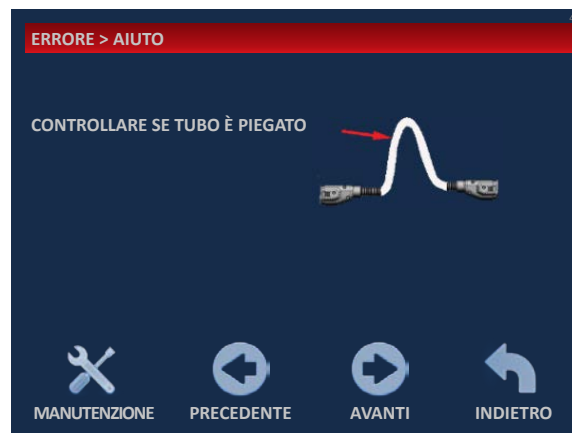 ERRORE > AIUTO
CONTROLLARE SE TUBO È PIEGATO
MANUTENZIONE PRECEDENTE AVANTI INDIETRO